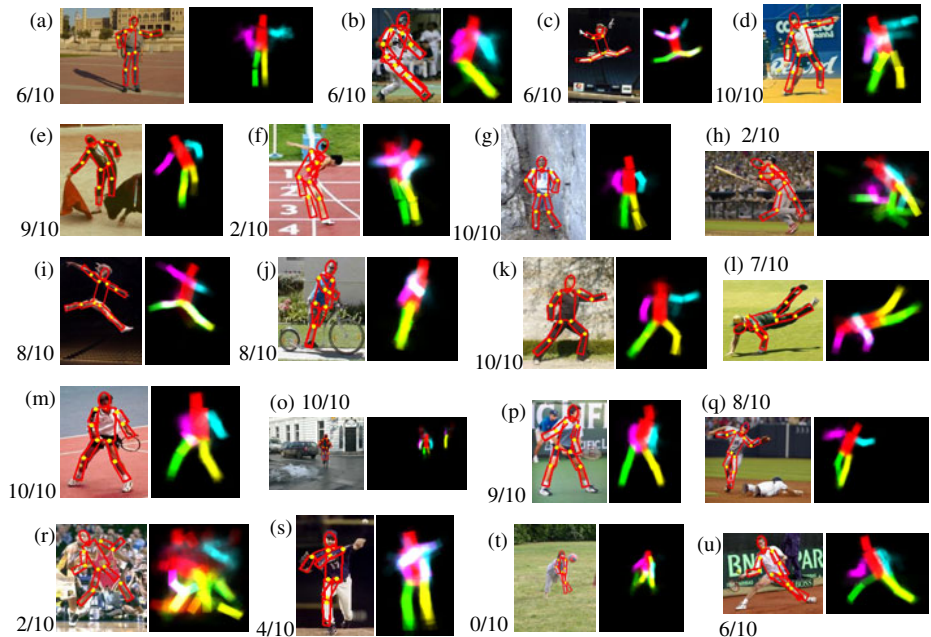 (a)
6/10
(b)
6/10
(c)
6/10
(d)
10/10
(e)
9/10
(f)
2/10
1
2
3
4
(g)
10/10
(h) 2/10
(i)
8/10
(j)
8/10
(k)
10/10
(l) 7/10
(m)
10/10
(o) 10/10
(p)
9/10
(q) 8/10
(r)
2/10
(s)
4/10
(t)
0/10
(u)
BN PAR
6/10